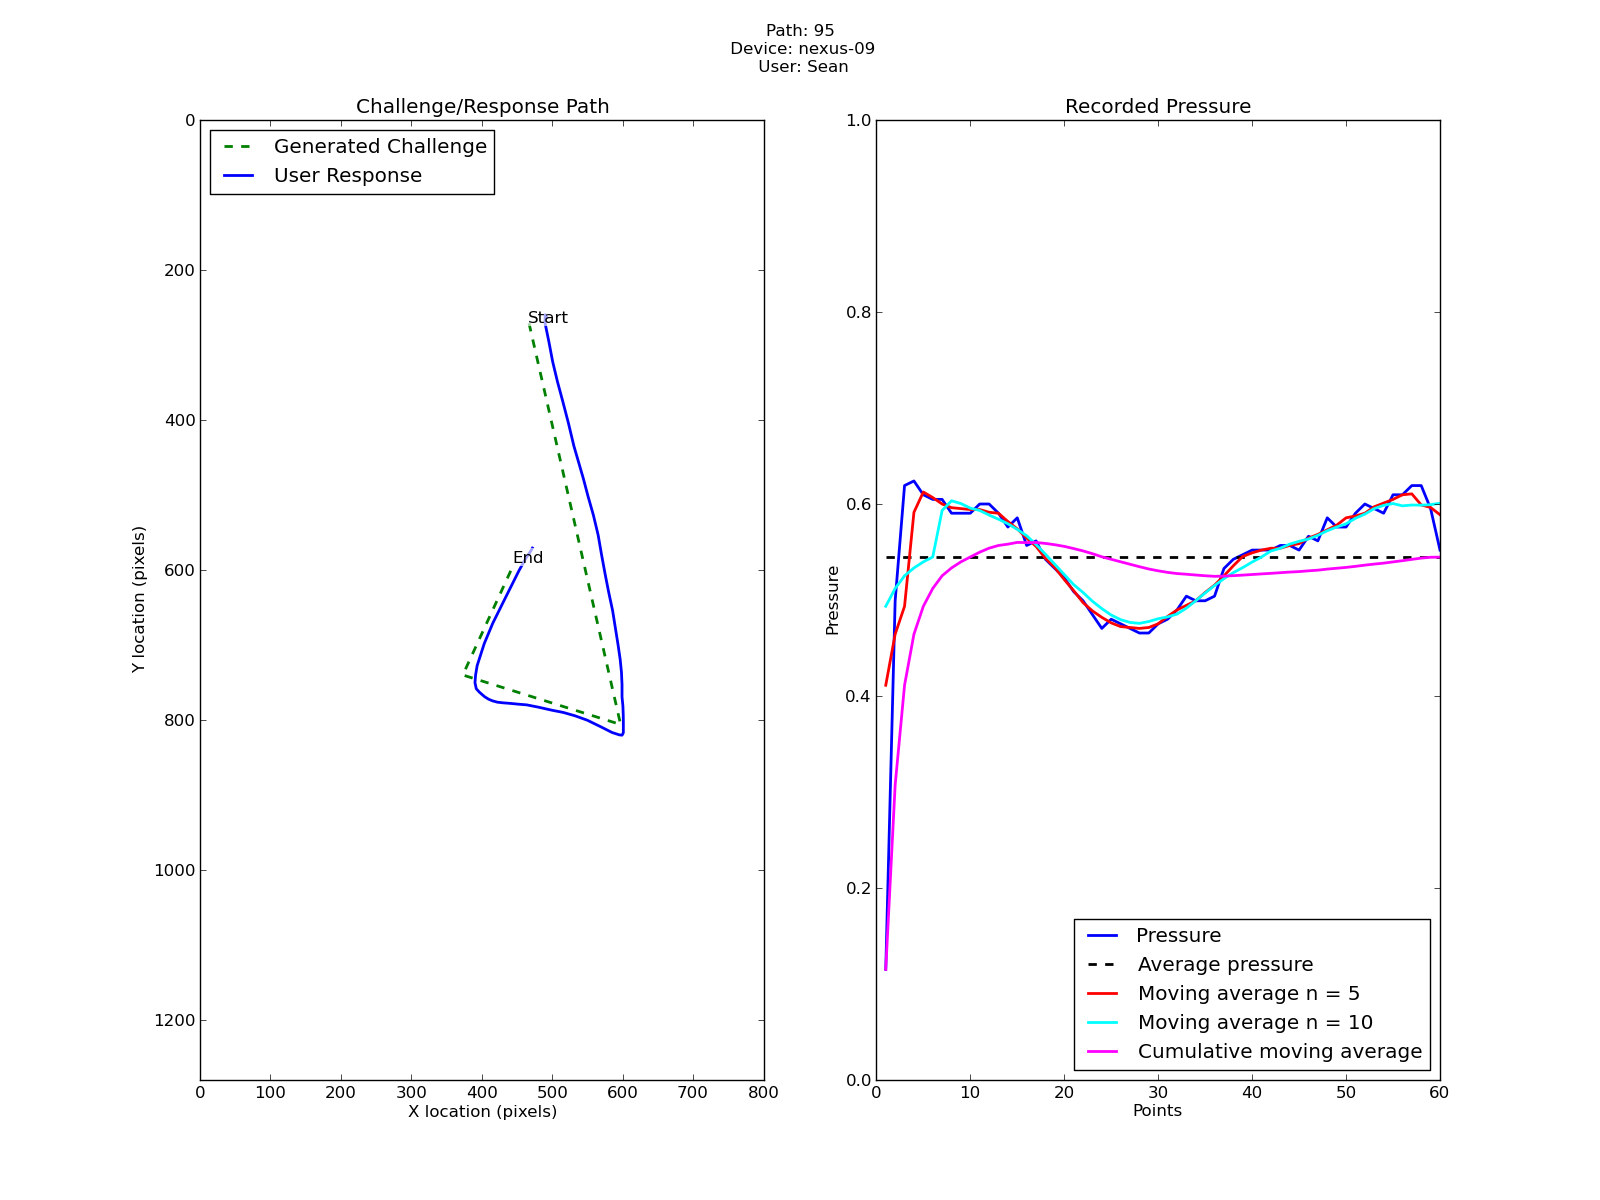 Path: 95
Device: nexus-09
User: Sean
Challenge/Response Path
Generated Challenge
User Response
0
200
400
600
800
1000
1200
Y location (pixels)
Start
End
0 100 200 300 400 500 600 700 800
X location (pixels)
Recorded Pressure
1.0
0.8
0.6
0.4
0.2
0.0
Pressure
Pressure
Average pressure
Moving average n = 5
Moving average n = 10
Cumulative moving average
0 10 20 30 40 50 60
Points